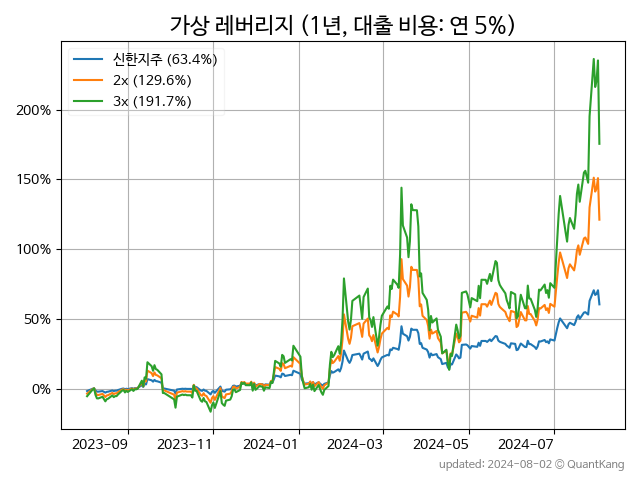 가상 레버리지 (1년, 대출 비용: 연 5%)
신한지주 (63.4%)
2x (129.6%)
3x (191.7%)
200%
150%
100%
50%
0%
2023-09 2023-11 2024-01 2024-03 2024-05 2024-07
updated: 2024-08-02 © QuantKang